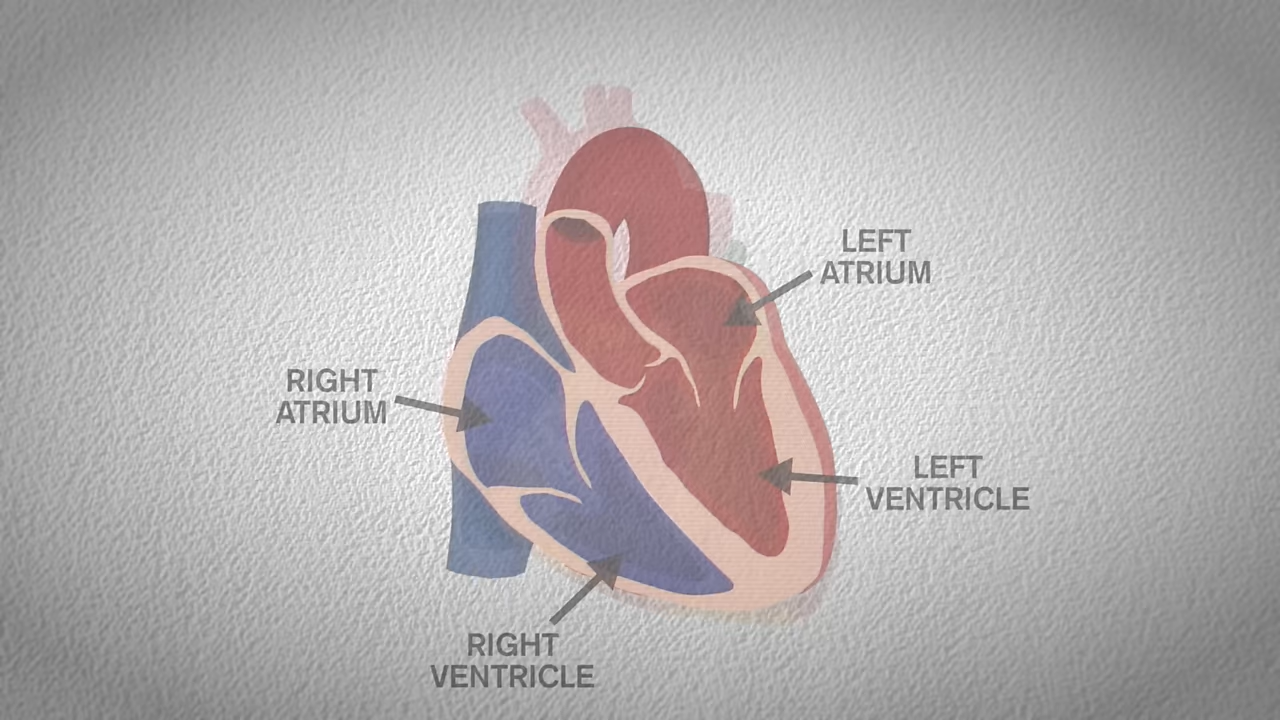 LEFT
ATRIUM
RIGHT
ATRIUM
LEFT
VENTRICLE
RIGHT
VENTRICLE